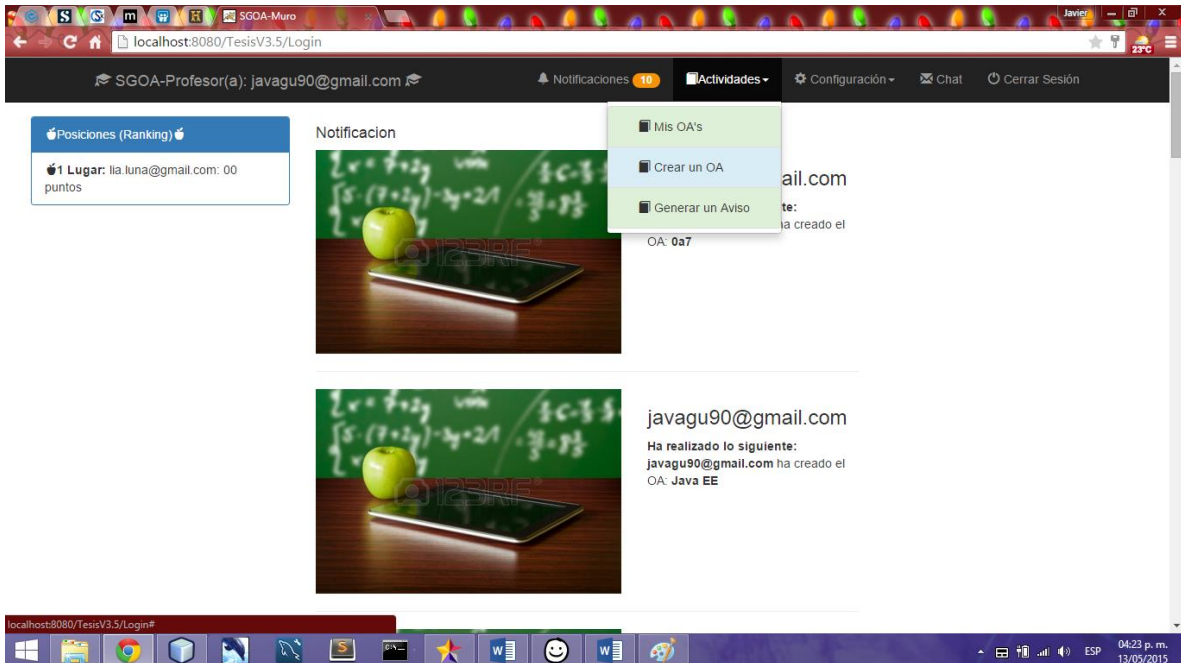 SGOA-Muro
Javier
localhost:8080/TesisV3.5/Login
23°C
SGOA-Profesor(a): javagu90@gmail.com
Notificaciones 10
Actividades
Configuración
Chat
Cerrar Sesión
Mis OA's
Crear un OA
Generar un Aviso
Posiciones (Ranking)
1 Lugar: lia.luna@gmail.com: 00
puntos
Notificacion
ail.com
te:
a creado el
OA: 0a7
123RF
javagu90@gmail.com
Ha realizado lo siguiente:
javagu90@gmail.com ha creado el
OA: Java EE
123RF
localhost:8080/TesisV3.5/Login#
ESP
04:23 p. m.
13/05/2015